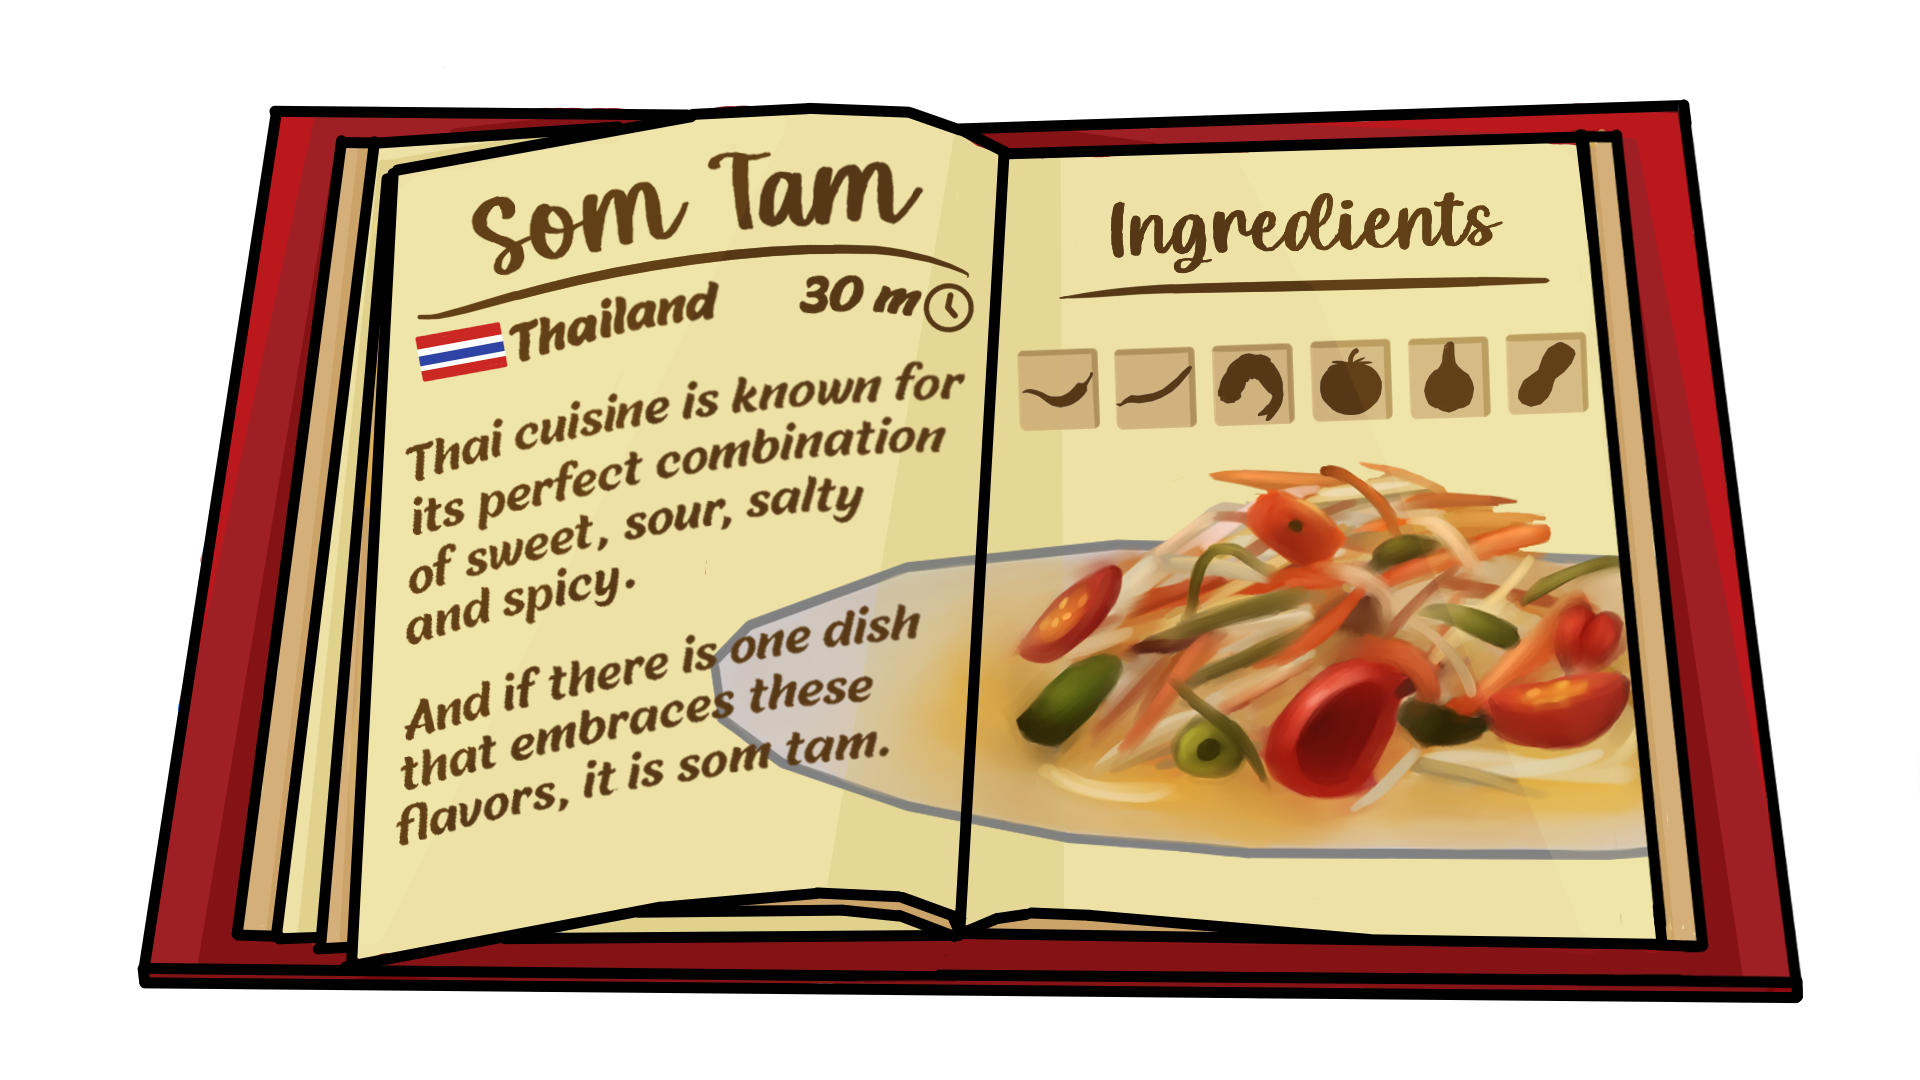 Som Tam
Thailand
30 m
Thai cuisine is known for
its perfect combination
of sweet, sour, salty
and spicy.
And if there is one dish
that embraces these
flavors, it is som tam.
Ingredients